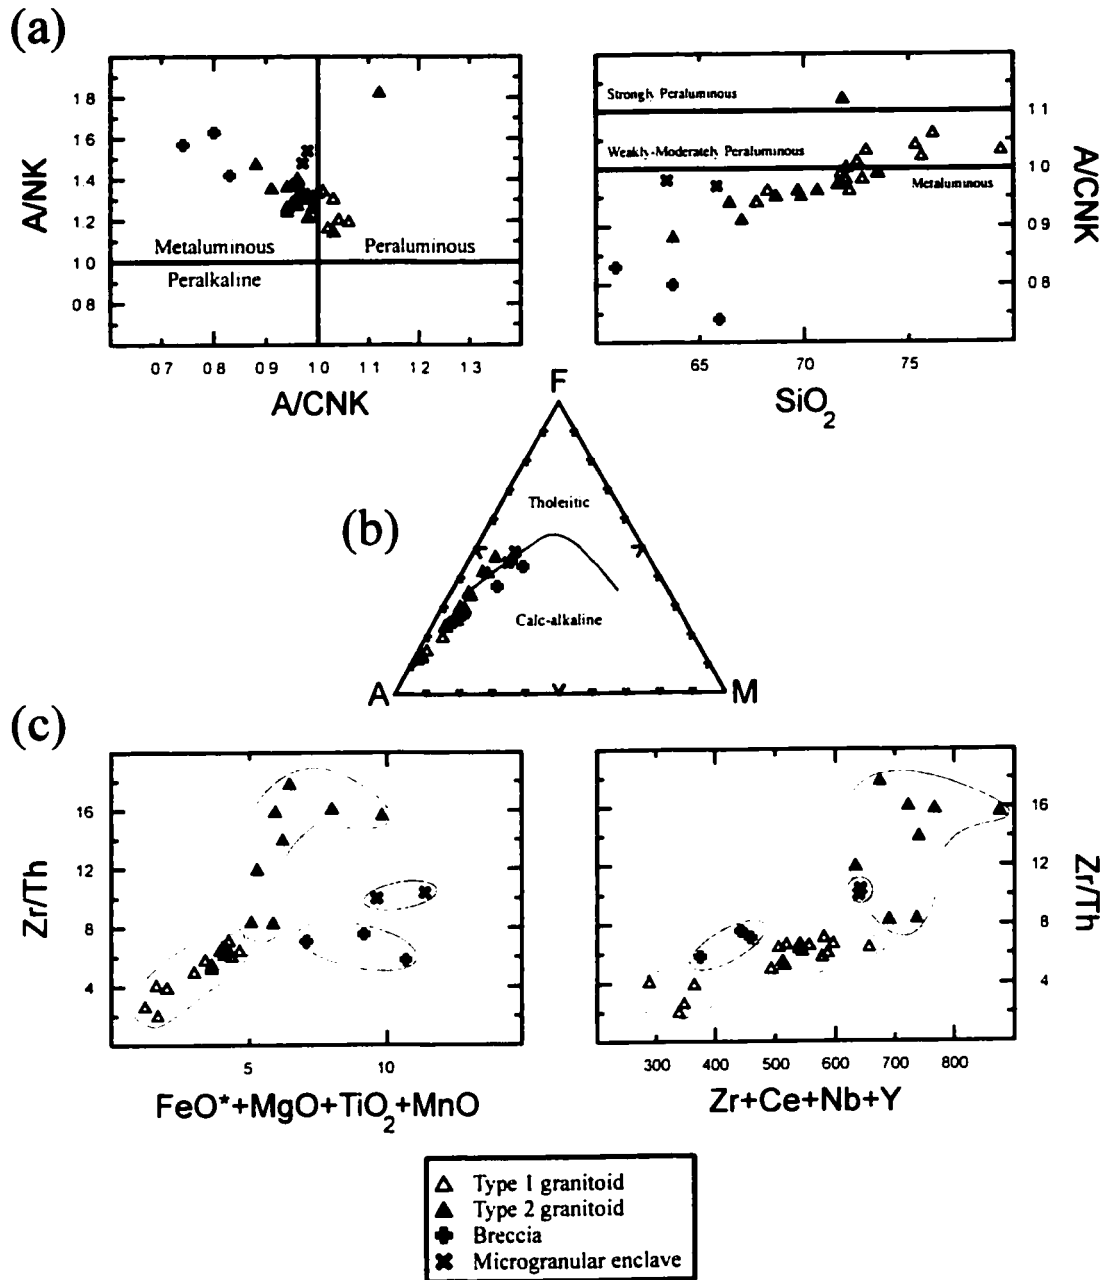 (a)
A/NK
1 8
1 6
1 4
1 2
1 0
0 8
Metaluminous
Peraluminous
Peralkaline
0 7 0 8 0 9 1 0 1 1 1 2 1 3
A/CNK
Strongly Peraluminous
Weakly-Moderately Peraluminous
Metaluminous
1 1
1 0
0 9
0 8
A/CNK
65 70 75
SiO2
(b)
F
Tholeiitic
Calc-alkaline
A
M
(c)
Zr/Th
16
12
8
4
5 10
FeO*+MgO+TiO2+MnO
16
12
8
4
Zr/Th
300 400 500 600 700 800
Zr+Ce+Nb+Y
Type 1 granitoid
Type 2 granitoid
Breccia
Microgranular enclave